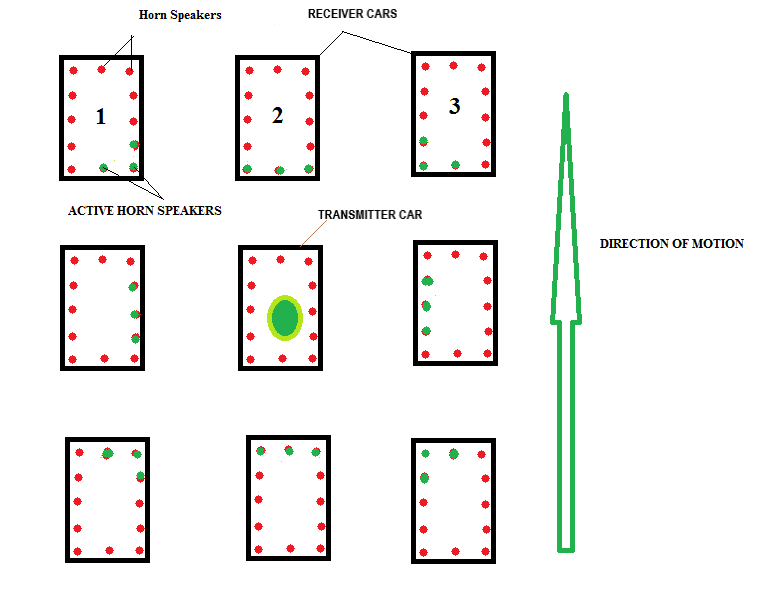 Horn Speakers
RECEIVER CARS
1
2
3
ACTIVE HORN SPEAKERS
TRANSMITTER CAR
DIRECTION OF MOTION